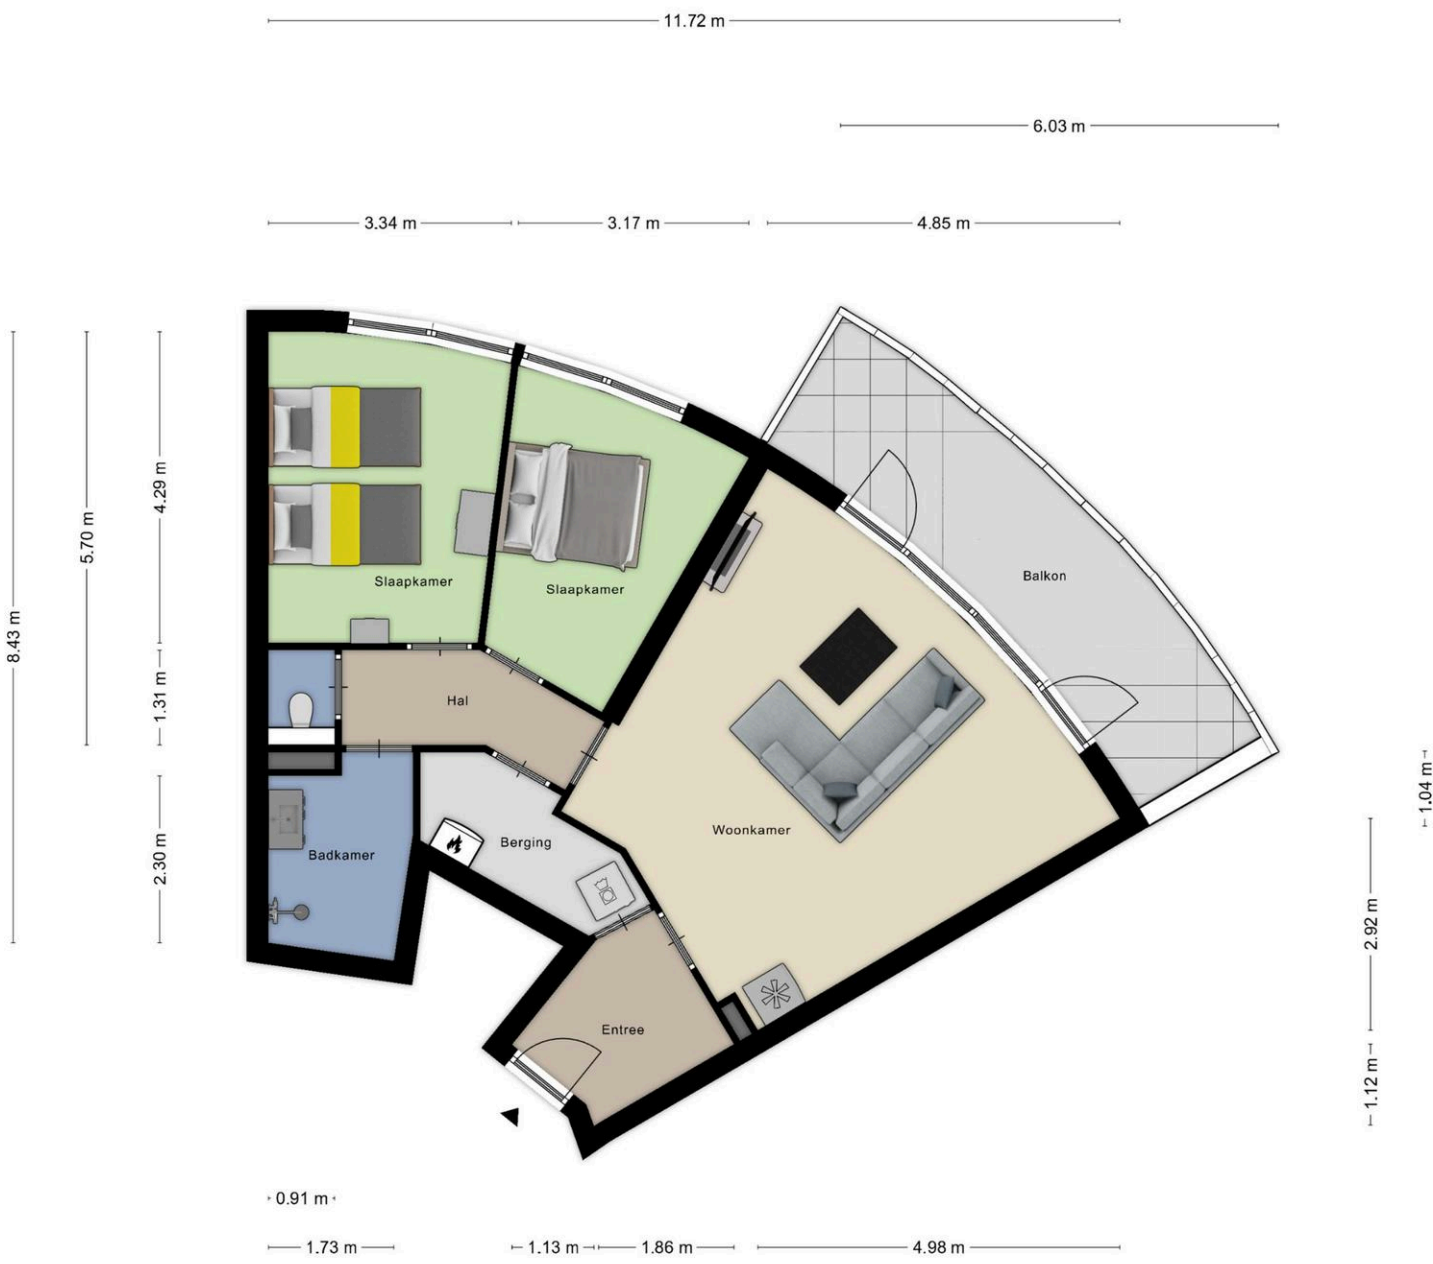 11.72 m
6.03 m
3.34 m
3.17 m
4.85 m
8.43 m
5.70 m
4.29 m
1.31 m
2.30 m
Slaapkamer
Slaapkamer
Balkon
Hal
Woonkamer
Berging
Badkamer
Entree
1.04 m
2.92 m
1.12 m
0.91 m
1.73 m
1.13 m
1.86 m
4.98 m